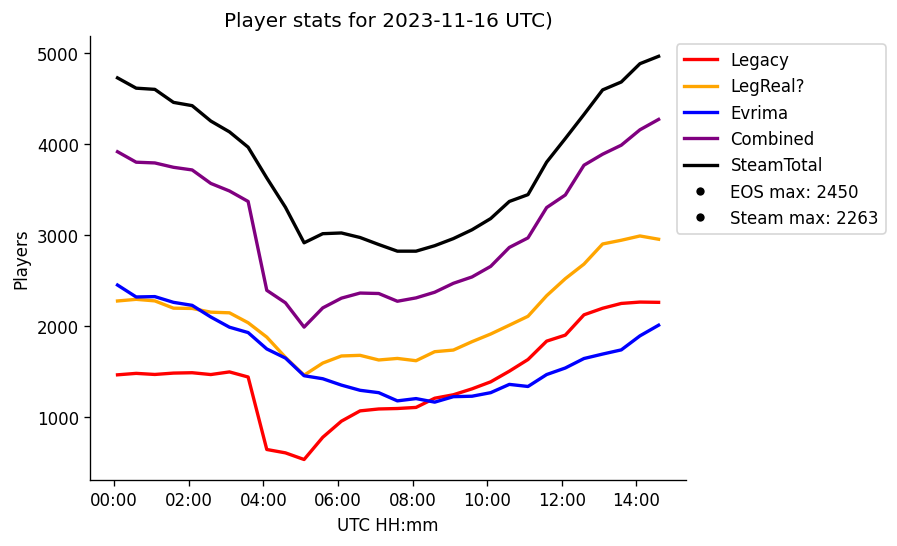 Player stats for 2023-11-16 UTC)
5000
4000
3000
2000
1000
Players
00:00 02:00 04:00 06:00 08:00 10:00 12:00 14:00
UTC HH:mm
Legacy
LegReal?
Evrima
Combined
SteamTotal
EOS max: 2450
Steam max: 2263